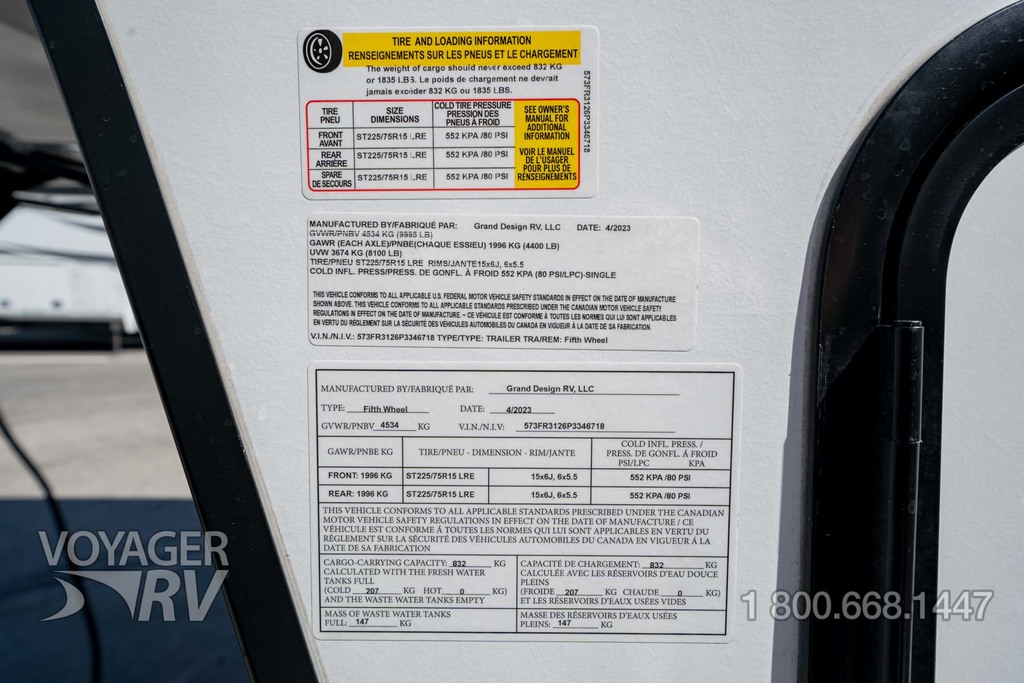 TIRE AND LOADING INFORMATION
RENSEIGNEMENTS SUR LES PNEUS ET LE CHARGEMENT
The weight of cargo should never exceed 832 KG
or 1835 LBS. Le poids de chargement ne devrait
jamais excéder 832 KG ou 1835 LBS.
TIRE PNEU SIZE DIMENSIONS COLD TIRE PRESSURE PRESSION DES PNEUS À FROID
FRONT AVANT ST225/75R15 LRE 552 KPA /80 PSI
REAR ARRIÈRE ST225/75R15 LRE 552 KPA /80 PSI
SPARE DE SECOURS ST225/75R15 LRE 552 KPA /80 PSI
SEE OWNER'S
MANUAL FOR
ADDITIONAL
INFORMATION
VOIR LE MANUEL
DE L'USAGER
POUR PLUS DE
RENSEIGNEMENTS
573FR3126P3346718
MANUFACTURED BY/FABRIQUÉ PAR: Grand Design RV, LLC DATE: 4/2023
GVWR/PNBV 4534 KG (9995 LB)
GAWR (EACH AXLE)/PNBE(CHAQUE ESSIEU) 1996 KG (4400 LB)
UVW 3674 KG (8100 LB)
TIRE/PNEU ST225/75R15 LRE RIMS/JANTE15x6J, 6x5.5
COLD INFL. PRESS/PRESS. DE GONFL. À FROID 552 KPA (80 PSI/LPC)-SINGLE
THIS VEHICLE CONFORMS TO ALL APPLICABLE U.S. FEDERAL MOTOR VEHICLE SAFETY STANDARDS IN EFFECT ON THE DATE OF MANUFACTURE
SHOWN ABOVE. THIS VEHICLE CONFORMS TO ALL APPLICABLE STANDARDS PRESCRIBED UNDER THE CANADIAN MOTOR VEHICLE SAFETY
REGULATIONS IN EFFECT ON THE DATE OF MANUFACTURE. ~ CE VÉHICULE EST CONFORME À TOUTES LES NORMES QUI LUI SONT APPLICABLES
EN VERTU DU RÈGLEMENT SUR LA SÉCURITÉ DES VÉHICULES AUTOMOBILES DU CANADA EN VIGUEUR À LA DATE DE SA FABRICATION.
V.I.N./N.I.V.: 573FR3126P3346718 TYPE/TYPE: TRAILER TRA/REM: Fifth Wheel
MANUFACTURED BY/FABRIQUÉ PAR: Grand Design RV, LLC
TYPE: Fifth Wheel DATE: 4/2023
GVWR/PNBV 4534 KG V.I.N./N.I.V: 573FR3126P3346718
GAWR/PNBE KG TIRE/PNEU - DIMENSION - RIM/JANTE COLD INFL. PRESS. / PRESS. DE GONFL. À FROID PSI/LPC KPA
FRONT: 1996 KG ST225/75R15 LRE 15x6J, 6x5.5 552 KPA /80 PSI
REAR: 1996 KG ST225/75R15 LRE 15x6J, 6x5.5 552 KPA /80 PSI
THIS VEHICLE CONFORMS TO ALL APPLICABLE STANDARDS PRESCRIBED UNDER THE CANADIAN
MOTOR VEHICLE SAFETY REGULATIONS IN EFFECT ON THE DATE OF MANUFACTURE / CE
VÉHICULE EST CONFORME À TOUTES LES NORMES QUI LUI SONT APPLICABLES EN VERTU DU
RÉGLEMENT SUR LA SÉCURITÉ DES VÉHICULES AUTOMOBILES DU CANADA EN VIGUEUR À LA
DATE DE SA FABRICATION
CARGO-CARRYING CAPACITY: 832 KG
CALCULATED WITH THE FRESH WATER
TANKS FULL
(COLD 207 KG HOT 0 KG)
AND THE WASTE WATER TANKS EMPTY
CAPACITÉ DE CHARGEMENT: 832 KG
CALCULÉE AVEC LES RÉSERVOIRS D'EAU DOUCE
PLEINS
(FROIDE 207 KG CHAUDE 0 KG)
ET LES RÉSERVOIRS D'EAUX USÉES VIDES
MASS OF WASTE WATER TANKS
FULL: 147 KG
MASSE DES RÉSERVOIRS D'EAUX USÉES
PLEINS: 147 KG
VOYAGER
RV
1 800.668.1447